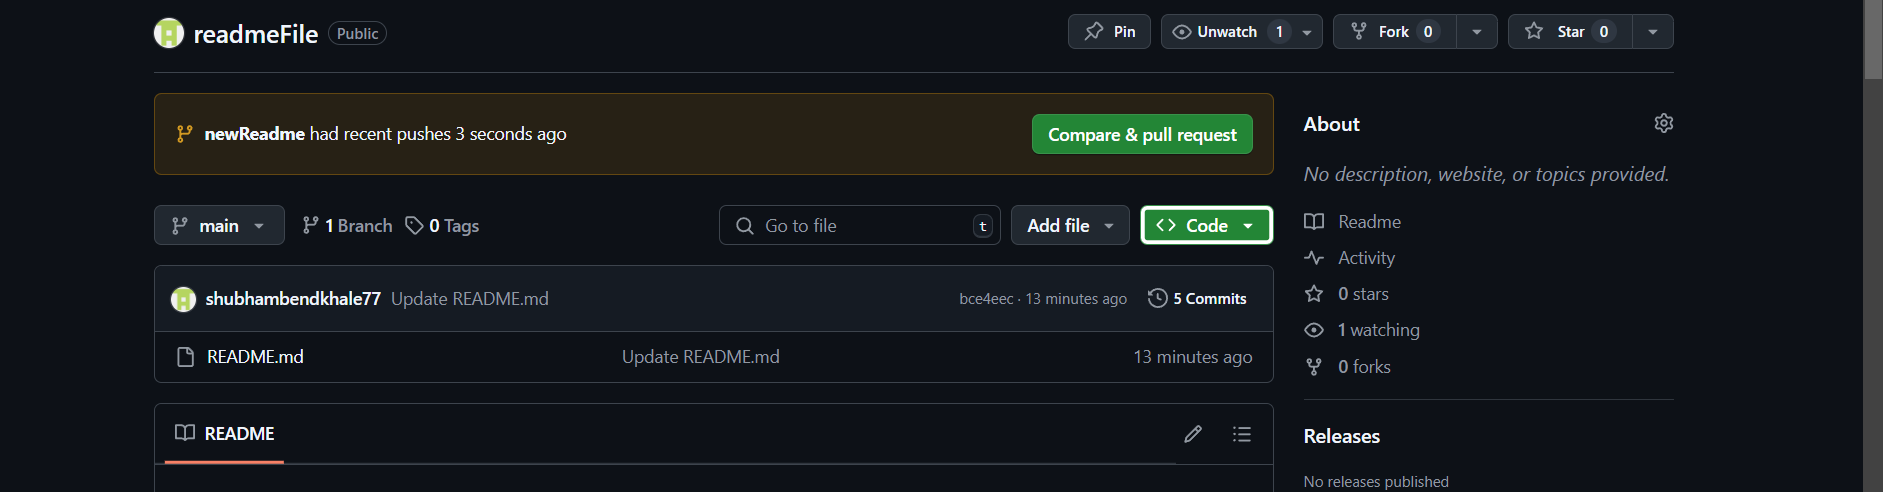 readmeFile Public Pin Unwatch 1 Fork 0 Star 0
newReadme had recent pushes 3 seconds ago Compare & pull request
main 1 Branch 0 Tags Go to file t Add file Code
shubhambendkhale77 Update README.md bce4eec · 13 minutes ago 5 Commits
README.md Update README.md 13 minutes ago
README
About
No description, website, or topics provided.
Readme
Activity
0 stars
1 watching
0 forks
Releases
No releases published